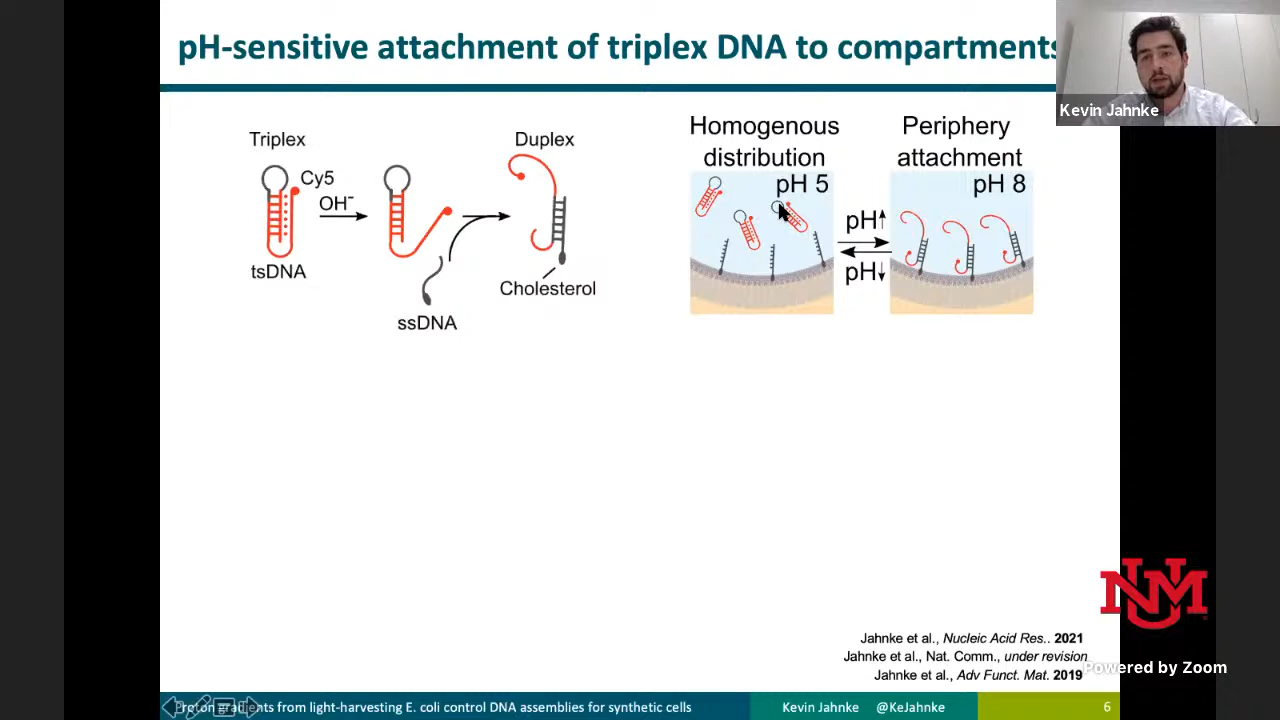 pH-sensitive attachment of triplex DNA to compartments
Kevin Jahnke
Triplex
Cy5
OH⁻
tsDNA
ssDNA
Duplex
Cholesterol
Homogenous
distribution
pH 5
pH↑
pH↓
Periphery
attachment
pH 8
Jahnke et al., Nucleic Acid Res.. 2021
Jahnke et al., Nat. Comm., under revision
Jahnke et al., Adv Funct. Mat. 2019
NM
Powered by Zoom
Proton gradients from light-harvesting E. coli control DNA assemblies for synthetic cells
Kevin Jahnke @KeJahnke
6